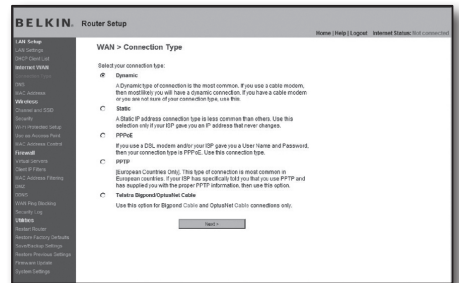 BELKIN. Router Setup
Home | Help | Logout Internet Status: Not connected
LAN Setup
LAN Settings
DHCP Client List
Internet WAN
Connection Type
DNS
MAC Address
Wireless
Channel and SSID
Security
Wi-Fi Protected Setup
Use as Access Point
MAC Address Control
Firewall
Virtual Servers
Client IP Filters
MAC Address Filtering
DMZ
DDNS
WAN Ping Blocking
Security Log
Utilities
Restart Router
Restore Factory Defaults
Save/Backup Settings
Restore Previous Settings
Firmware Update
System Settings
WAN > Connection Type
Select your connection type:
Dynamic
A Dynamic type of connection is the most common. If you use a cable modem,
then most likely you will have a dynamic connection. If you have a cable modem
or you are not sure of your connection type, use this.
Static
A Static IP address connection type is less common than others. Use this
selection only if your ISP gave you an IP address that never changes.
PPPoE
If you use a DSL modem and/or your ISP gave you a User Name and Password,
then your connection type is PPPoE. Use this connection type.
PPTP
[European Countries Only]. This type of connection is most common in
European countries. If your ISP has specifically told you that you use PPTP and
has supplied you with the proper PPTP information, then use this option.
Telstra Bigpond/OptusNet Cable
Use this option for Bigpond Cable and OptusNet Cable connections only.
Next >